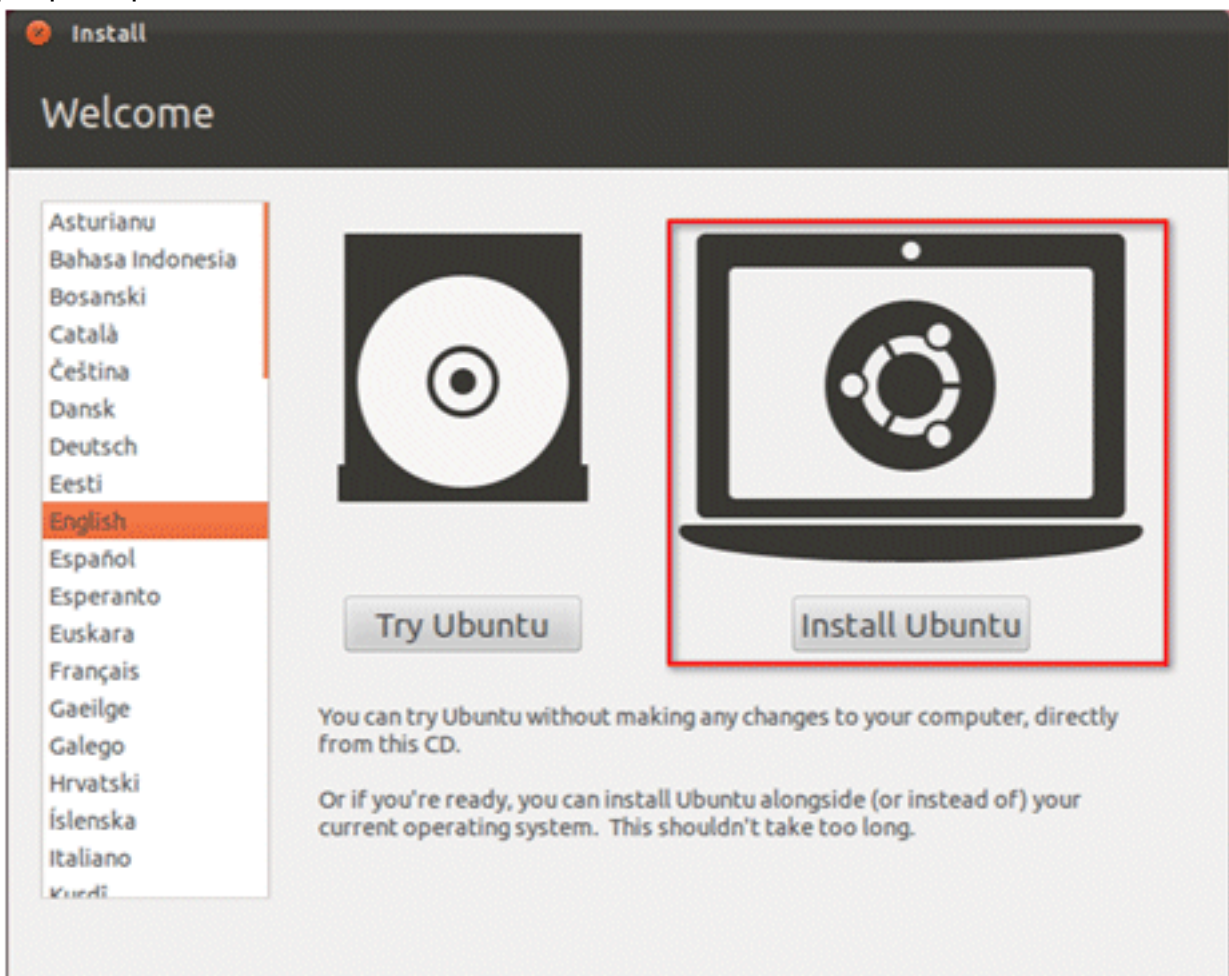 Install
Welcome
Asturianu
Bahasa Indonesia
Bosanski
Català
Čeština
Dansk
Deutsch
Eesti
English
Español
Esperanto
Euskara
Français
Gaeilge
Galego
Hrvatski
Íslenska
Italiano
Kurdî
Try Ubuntu
Install Ubuntu
You can try Ubuntu without making any changes to your computer, directly
from this CD.
Or if you're ready, you can install Ubuntu alongside (or instead of) your
current operating system. This shouldn't take too long.